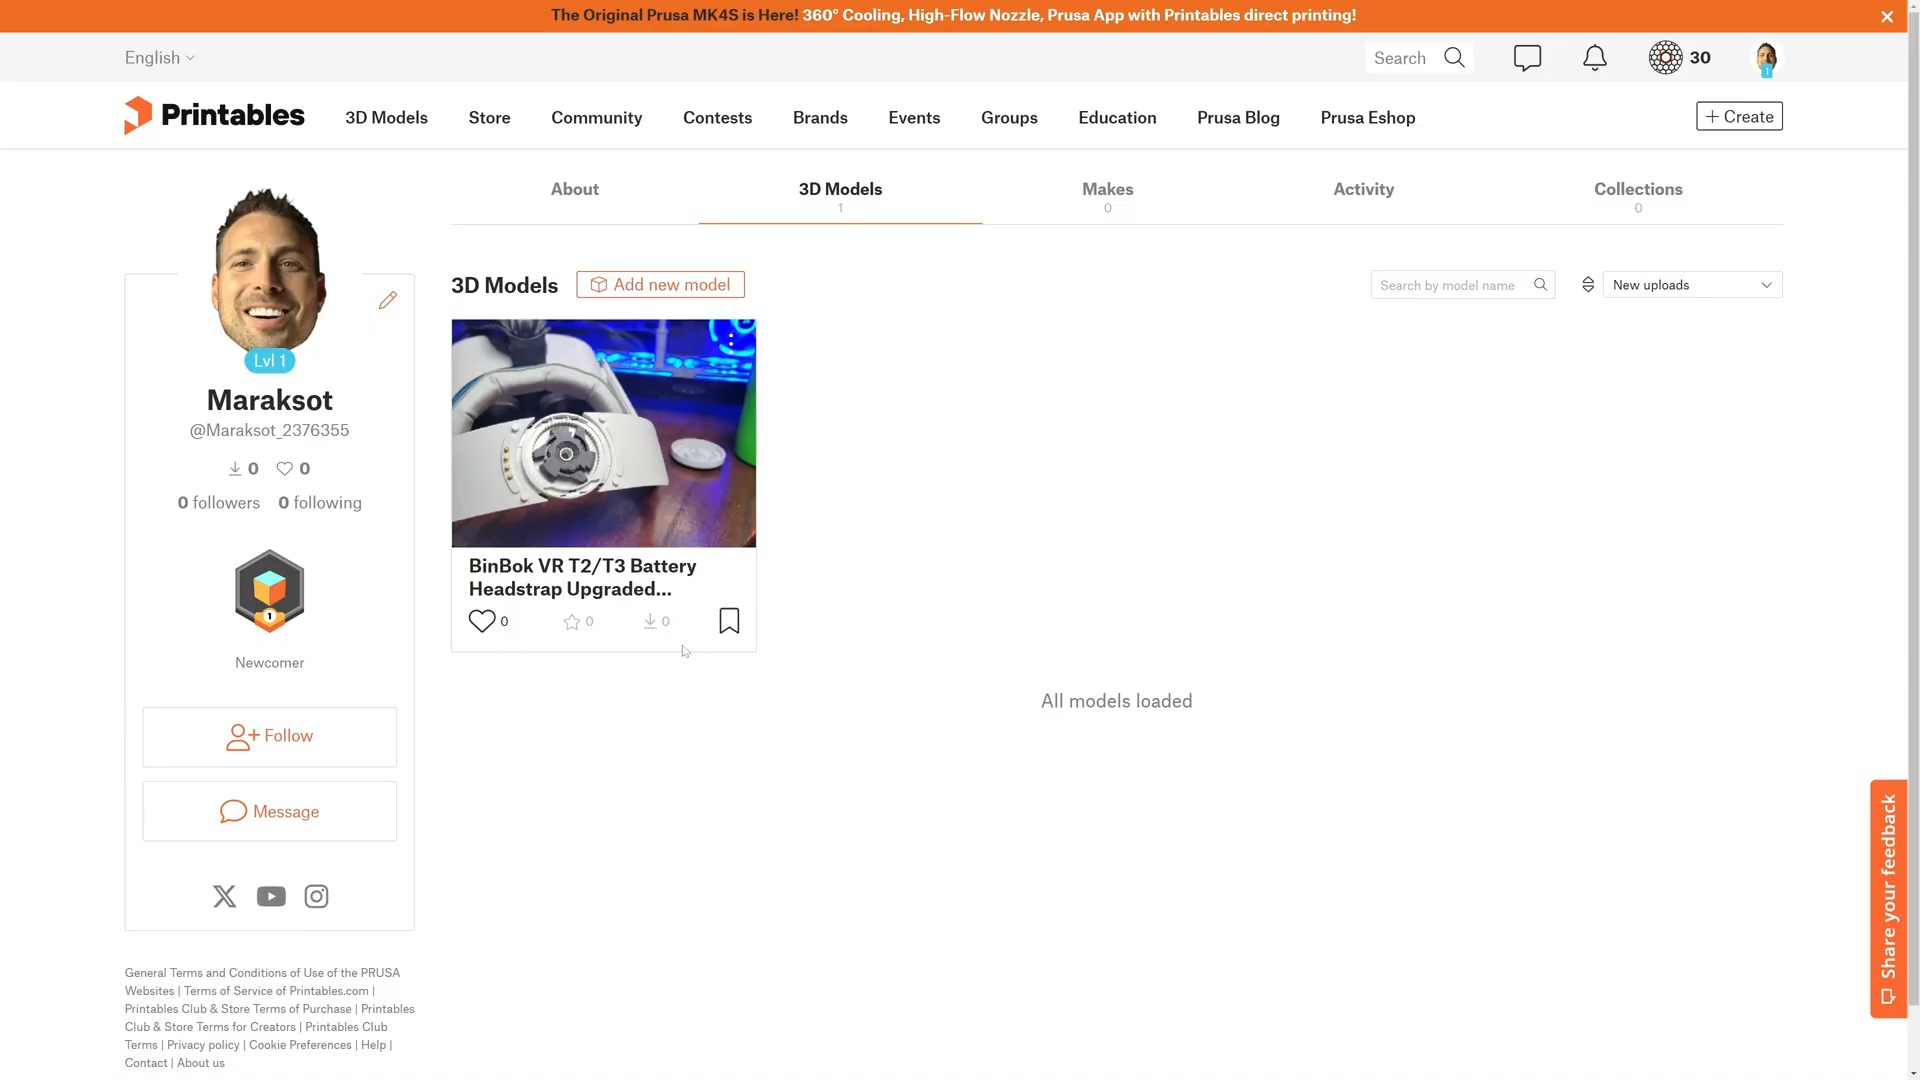 The Original Prusa MK4S is Here! 360° Cooling, High-Flow Nozzle, Prusa App with Printables direct printing!
English
Search
30
1
Printables
3D Models
Store
Community
Contests
Brands
Events
Groups
Education
Prusa Blog
Prusa Eshop
+ Create
About
3D Models
1
Makes
0
Activity
Collections
0
3D Models
Add new model
Search by model name
New uploads
Lvl 1
Maraksot
@Maraksot_2376355
0 0
0 followers 0 following
1
Newcomer
Follow
Message
BinBok VR T2/T3 Battery
Headstrap Upgraded...
0 0 0
All models loaded
Share your feedback
General Terms and Conditions of Use of the PRUSA
Websites | Terms of Service of Printables.com |
Printables Club & Store Terms of Purchase | Printables
Club & Store Terms for Creators | Printables Club
Terms | Privacy policy | Cookie Preferences | Help |
Contact | About us